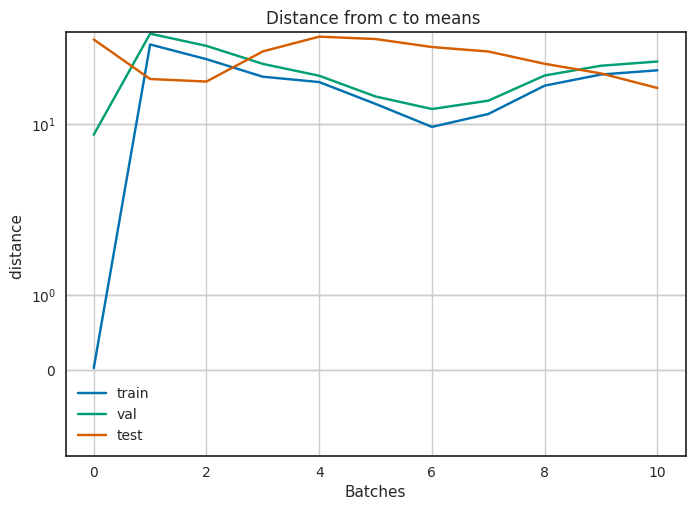 Distance from c to means
distance
10^1
10^0
0
train
val
test
0 2 4 6 8 10
Batches